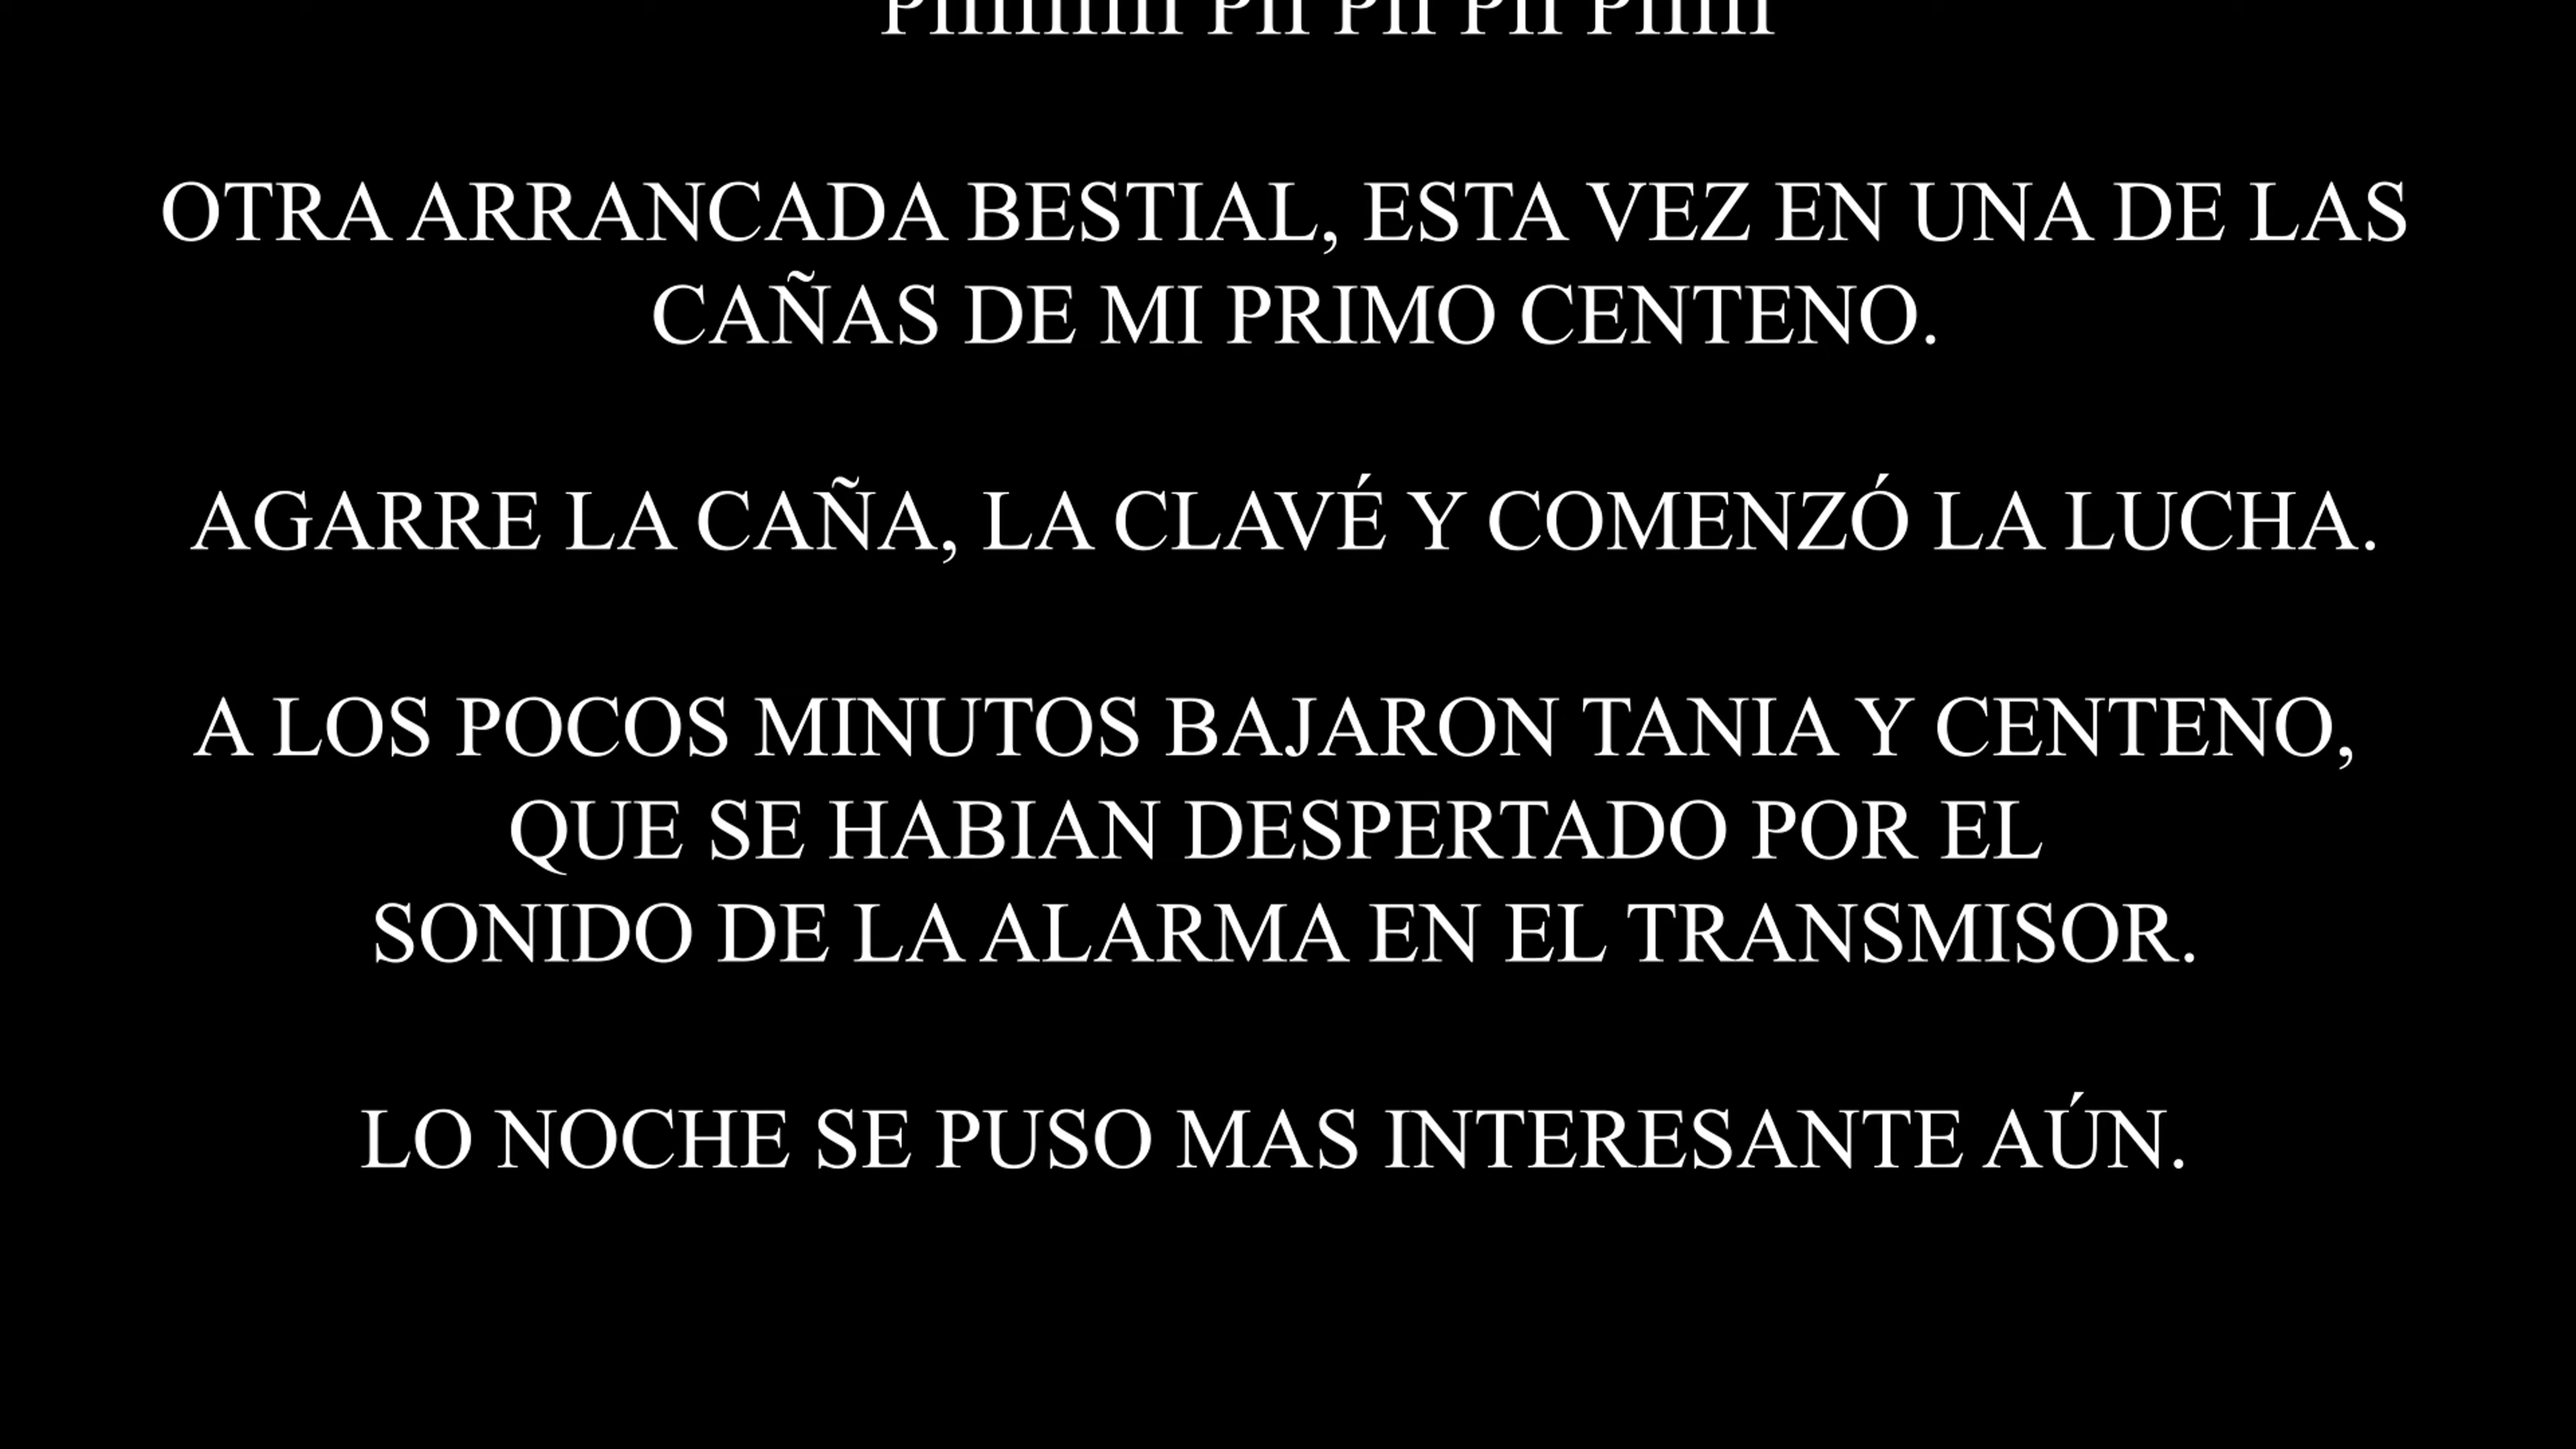 OTRA ARRANCADA BESTIAL, ESTA VEZ EN UNA DE LAS
CAÑAS DE MI PRIMO CENTENO.
AGARRE LA CAÑA, LA CLAVÉ Y COMENZÓ LA LUCHA.
A LOS POCOS MINUTOS BAJARON TANIA Y CENTENO,
QUE SE HABIAN DESPERTADO POR EL
SONIDO DE LA ALARMA EN EL TRANSMISOR.
LO NOCHE SE PUSO MAS INTERESANTE AÚN.